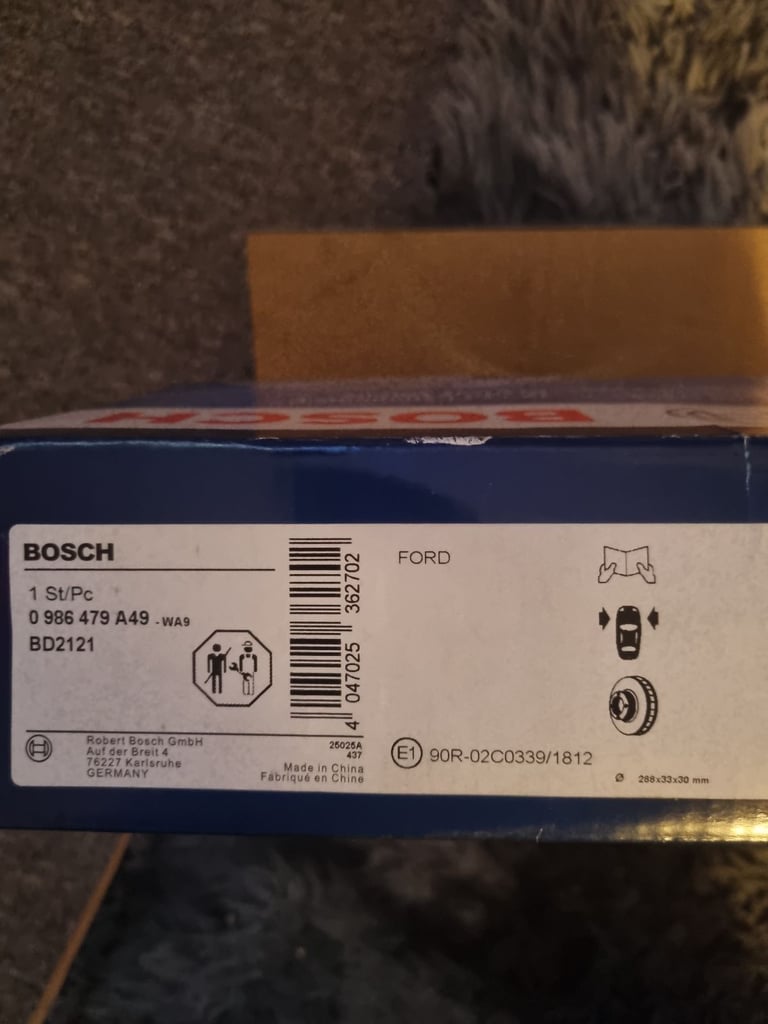 BOSCH
BOSCH
1 St/Pc
0 986 479 A49 - WA9
BD2121
4 047025 362702
Robert Bosch GmbH
Auf der Breit 4
76227 Karlsruhe
GERMANY
25025A
437
Made in China
Fabriqué en Chine
FORD
E1 90R-02C0339/1812
Ø 288x33x30 mm